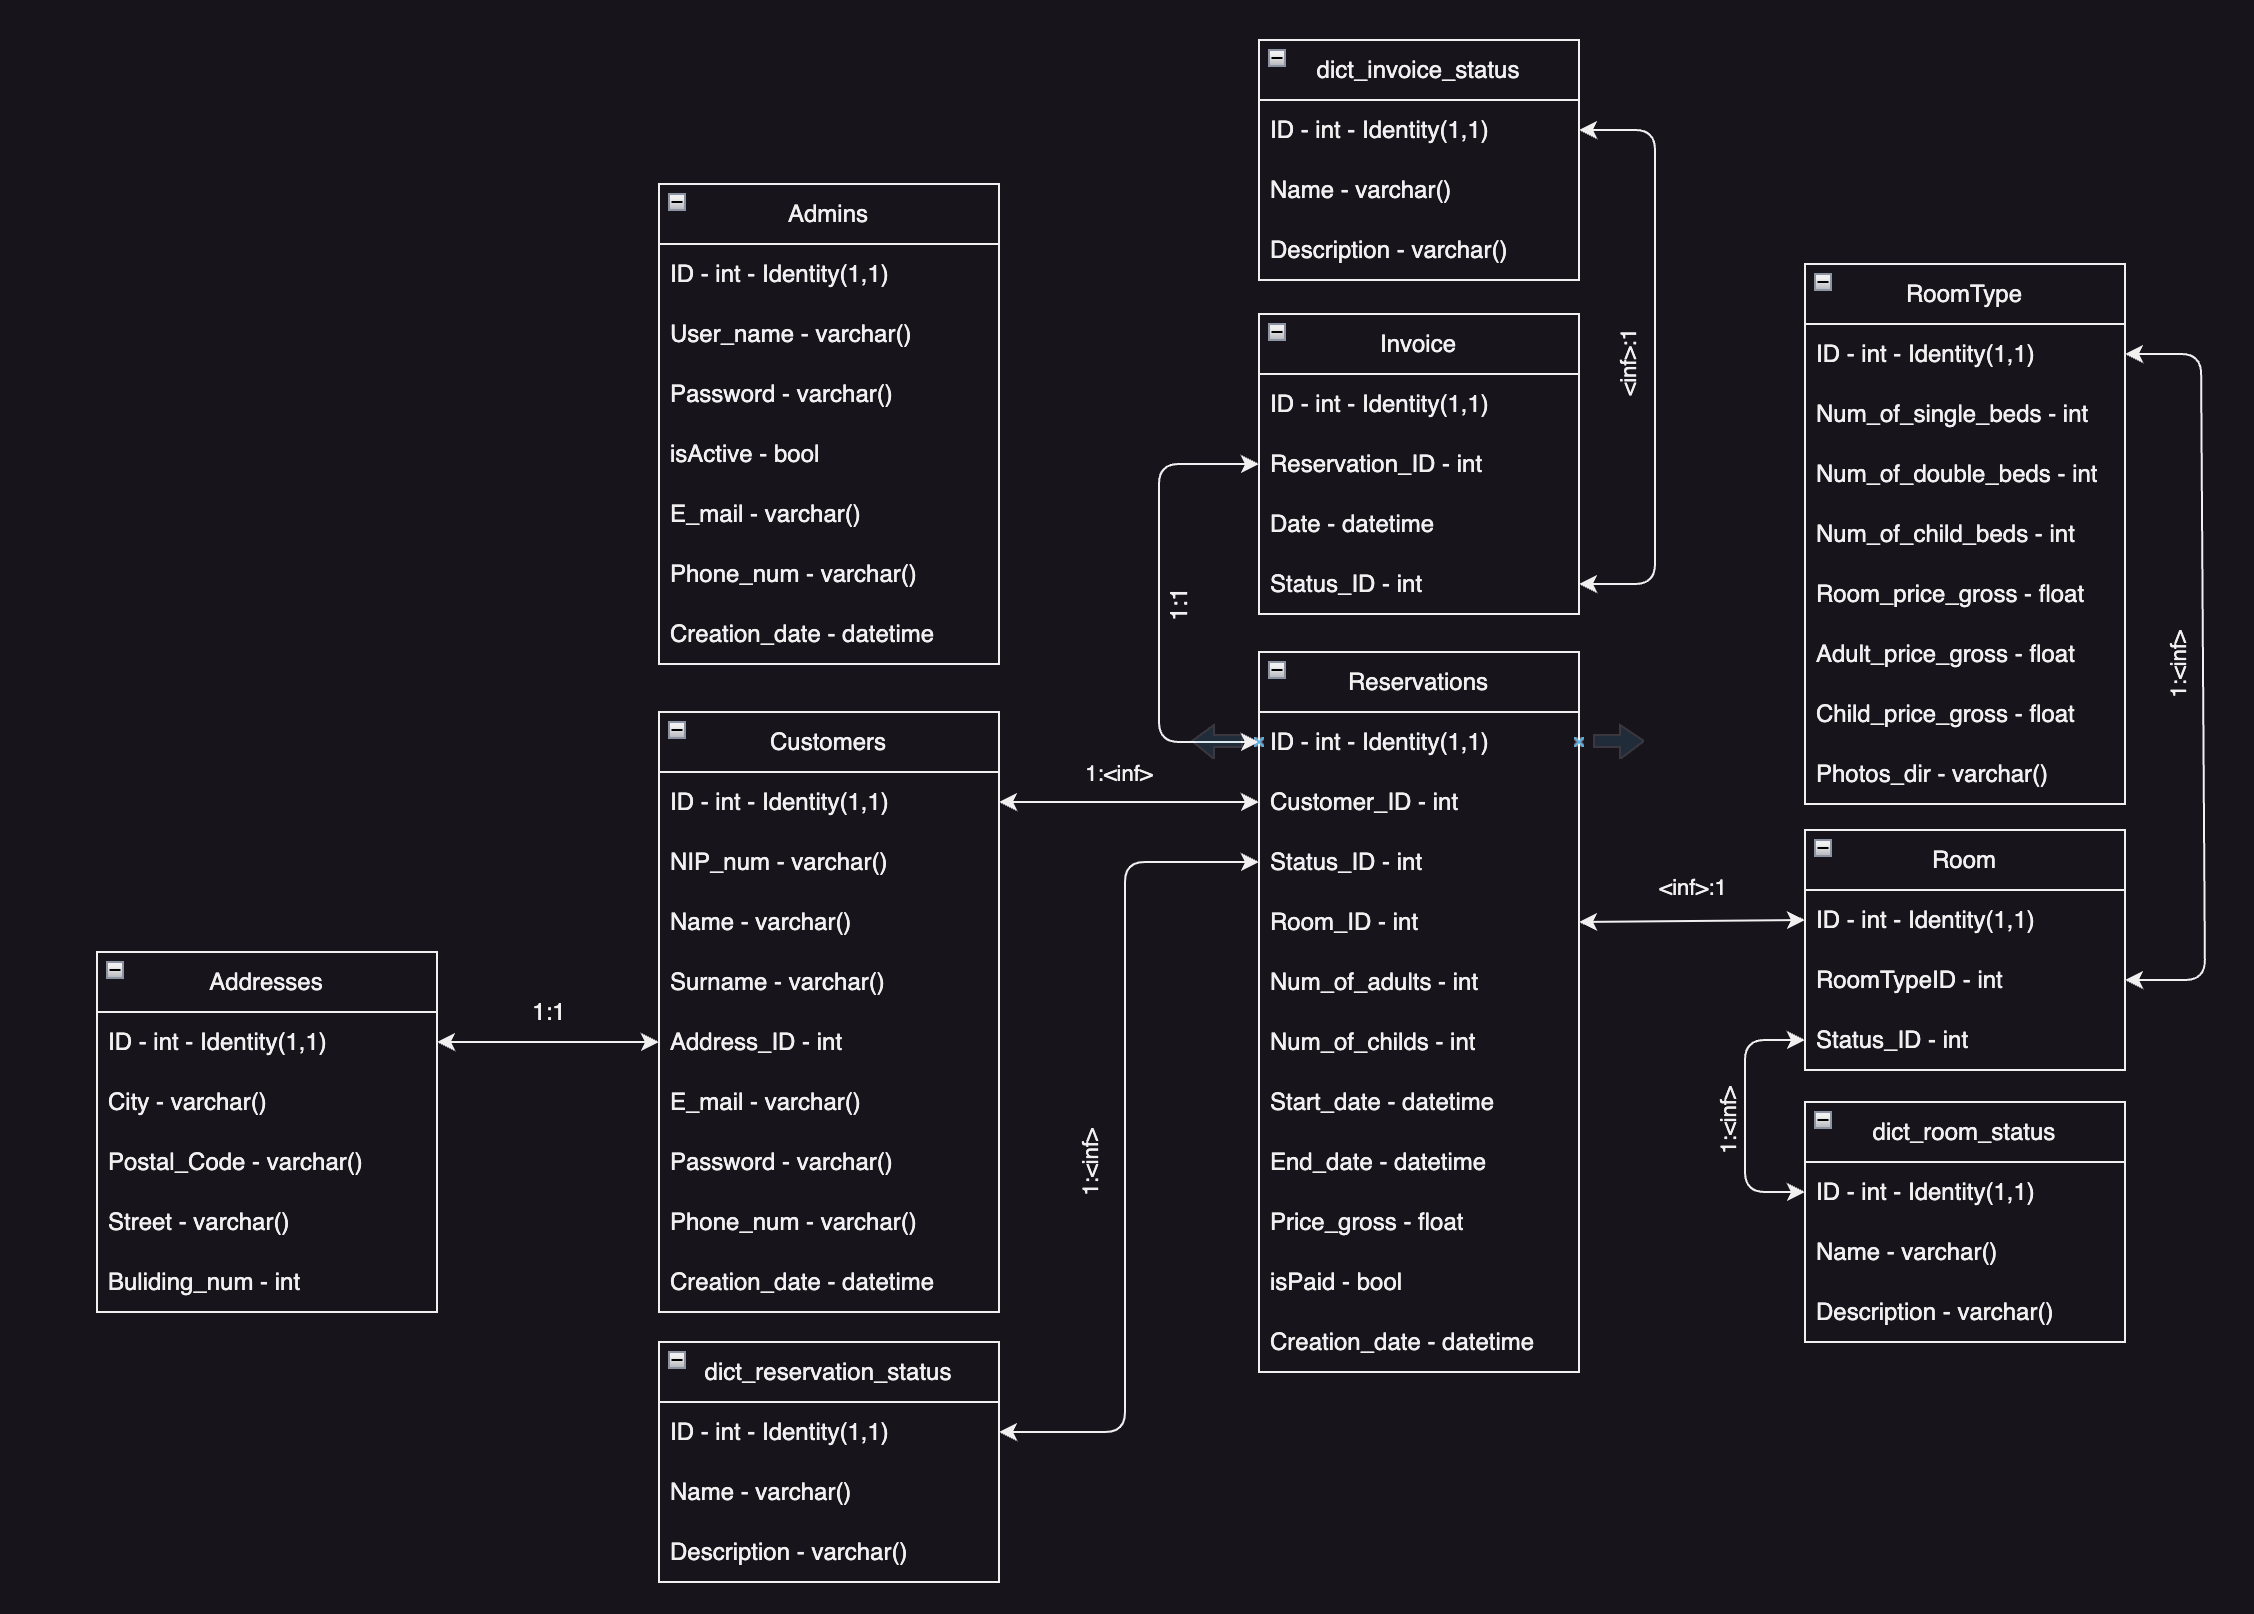 dict_invoice_status
ID - int - Identity(1,1)
Name - varchar()
Description - varchar()
<inf>:1
Admins
ID - int - Identity(1,1)
User_name - varchar()
Password - varchar()
isActive - bool
E_mail - varchar()
Phone_num - varchar()
Creation_date - datetime
Invoice
ID - int - Identity(1,1)
Reservation_ID - int
Date - datetime
Status_ID - int
1:1
RoomType
ID - int - Identity(1,1)
Num_of_single_beds - int
Num_of_double_beds - int
Num_of_child_beds - int
Room_price_gross - float
Adult_price_gross - float
Child_price_gross - float
Photos_dir - varchar()
1:<inf>
Customers
ID - int - Identity(1,1)
NIP_num - varchar()
Name - varchar()
Surname - varchar()
Address_ID - int
E_mail - varchar()
Password - varchar()
Phone_num - varchar()
Creation_date - datetime
1:<inf>
Reservations
ID - int - Identity(1,1)
Customer_ID - int
Status_ID - int
Room_ID - int
Num_of_adults - int
Num_of_childs - int
Start_date - datetime
End_date - datetime
Price_gross - float
isPaid - bool
Creation_date - datetime
<inf>:1
Room
ID - int - Identity(1,1)
RoomTypeID - int
Status_ID - int
1:<inf>
Addresses
ID - int - Identity(1,1)
City - varchar()
Postal_Code - varchar()
Street - varchar()
Buliding_num - int
1:1
1:<inf>
dict_room_status
ID - int - Identity(1,1)
Name - varchar()
Description - varchar()
dict_reservation_status
ID - int - Identity(1,1)
Name - varchar()
Description - varchar()